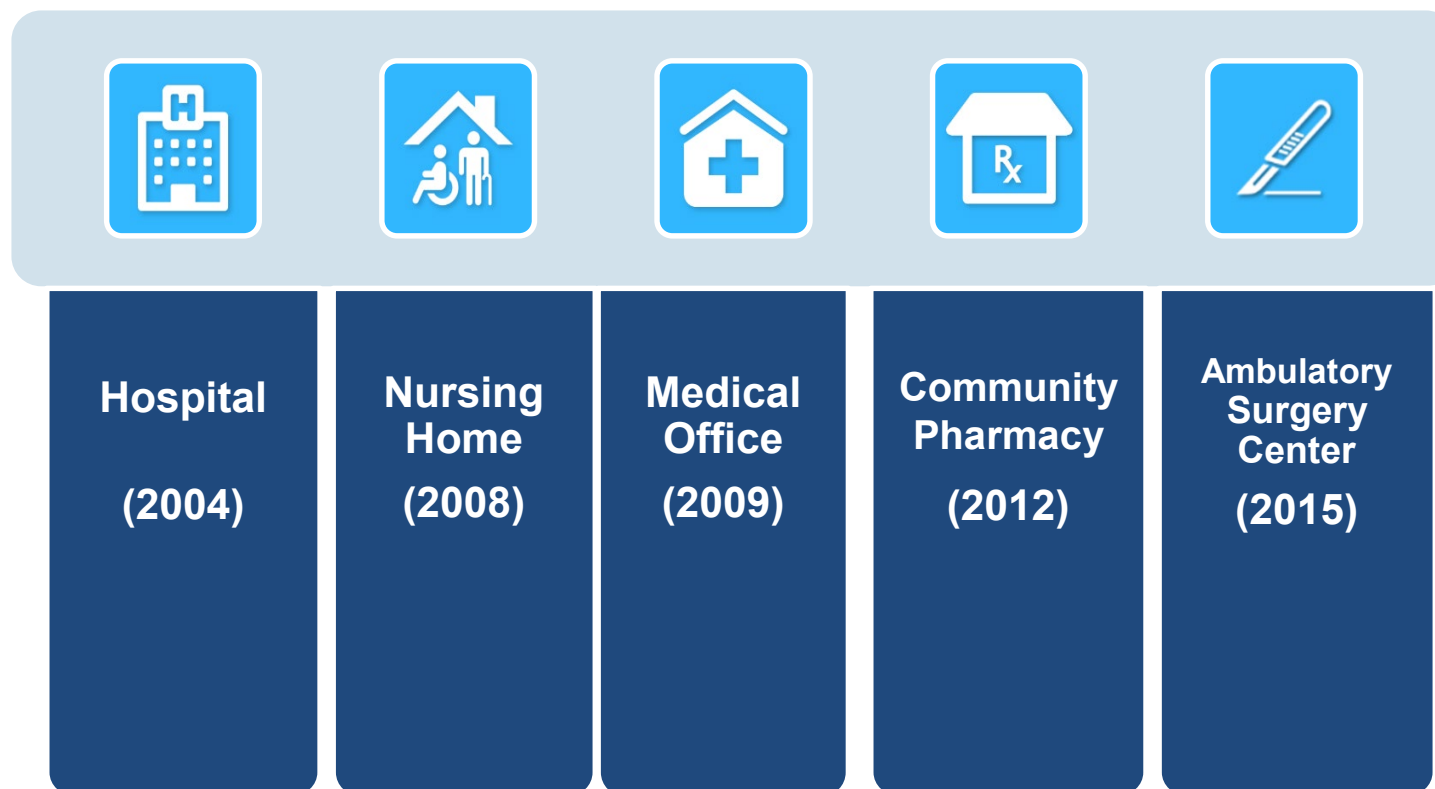 H
Rx
Hospital
(2004)
Nursing
Home
(2008)
Medical
Office
(2009)
Community
Pharmacy
(2012)
Ambulatory
Surgery
Center
(2015)